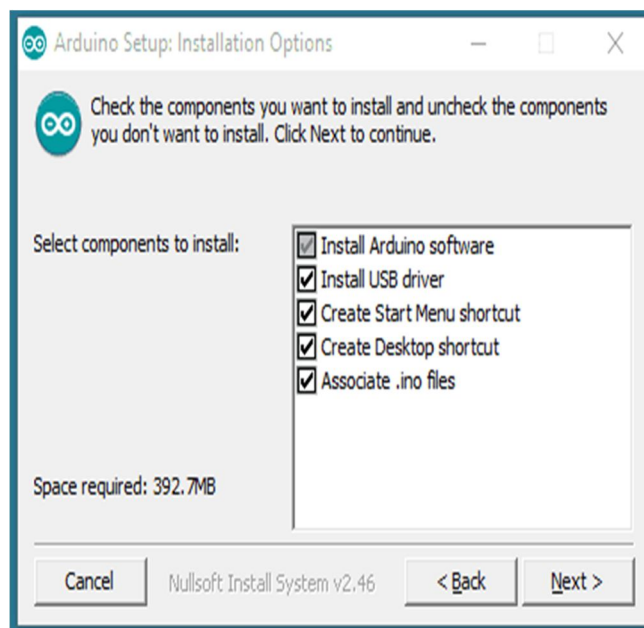 Arduino Setup: Installation Options
Check the components you want to install and uncheck the components
you don't want to install. Click Next to continue.
Select components to install:
Install Arduino software
Install USB driver
Create Start Menu shortcut
Create Desktop shortcut
Associate .ino files
Space required: 392.7MB
Cancel
Nullsoft Install System v2.46
< Back
Next >